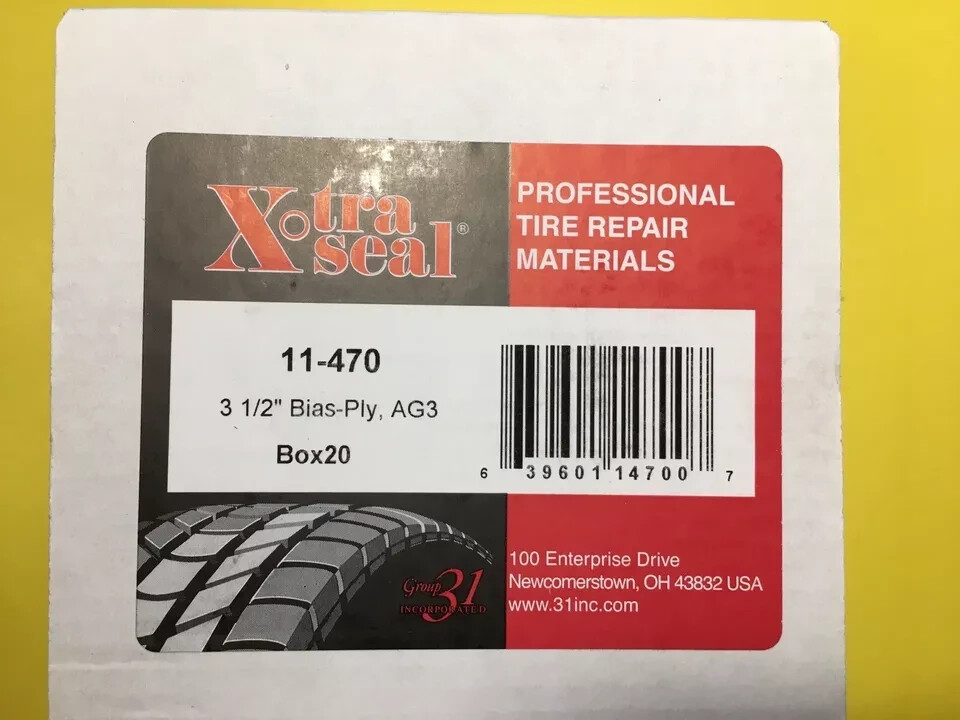 Xtra
seal®
PROFESSIONAL
TIRE REPAIR
MATERIALS
11-470
3 1/2" Bias-Ply, AG3
Box20
6 39601 14700 7
Group 31
INCORPORATED
100 Enterprise Drive
Newcomerstown, OH 43832 USA
www.31inc.com